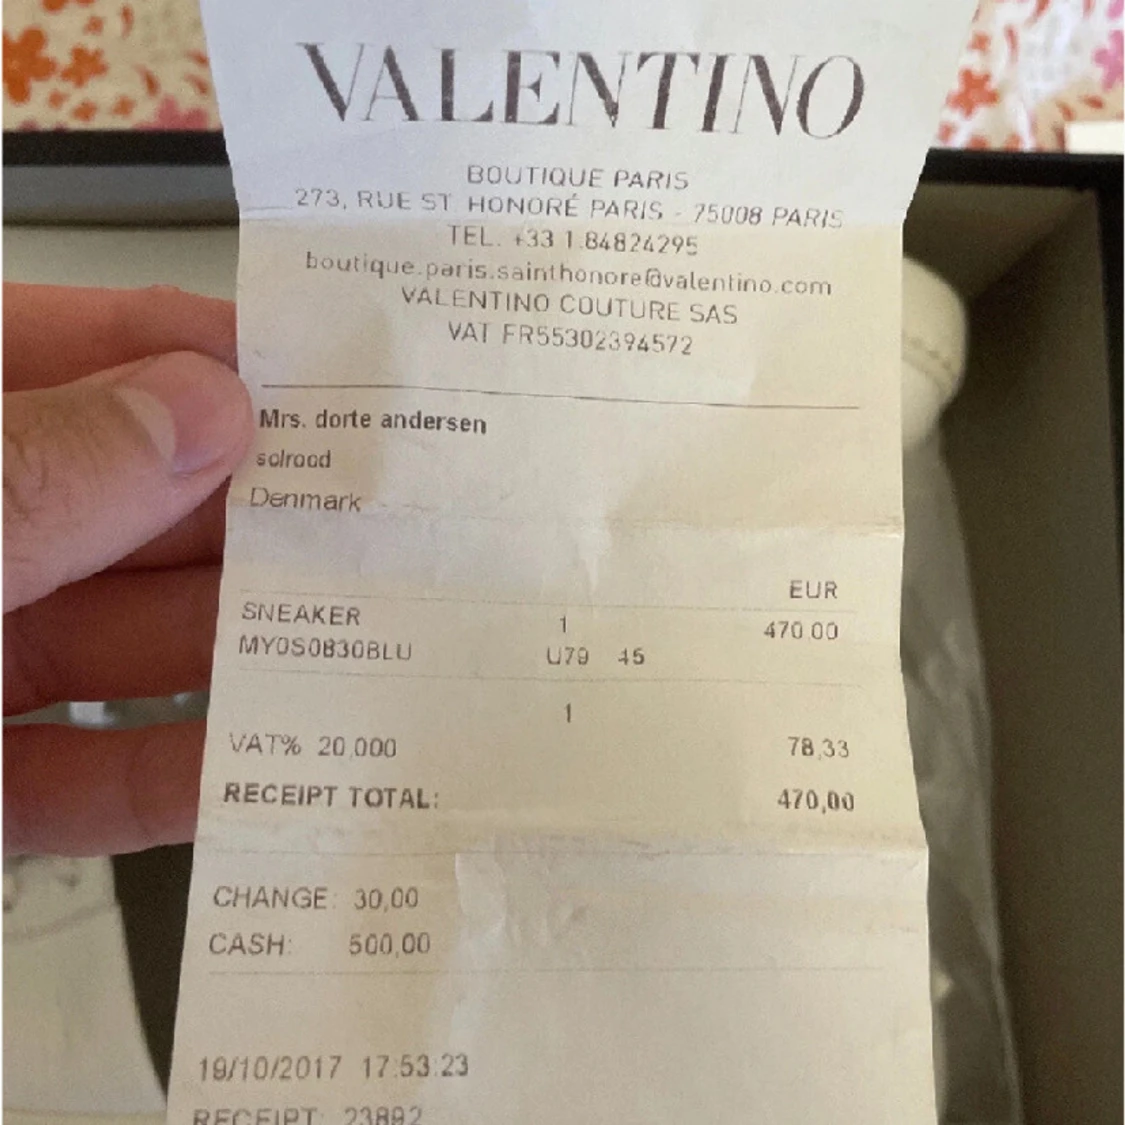 VALENTINO
BOUTIQUE PARIS
273, RUE ST HONORÉ PARIS - 75008 PARIS
TEL. +33 1.84824295
boutique.paris.sainthonore@valentino.com
VALENTINO COUTURE SAS
VAT FR55302394572
Mrs. dorte andersen
solrood
Denmark
EUR
SNEAKER 1 470.00
MY0S0830BLU U79 45
1
VAT% 20,000 78,33
RECEIPT TOTAL: 470,00
CHANGE: 30,00
CASH: 500,00
19/10/2017 17:53:23
RECEIPT: 23892